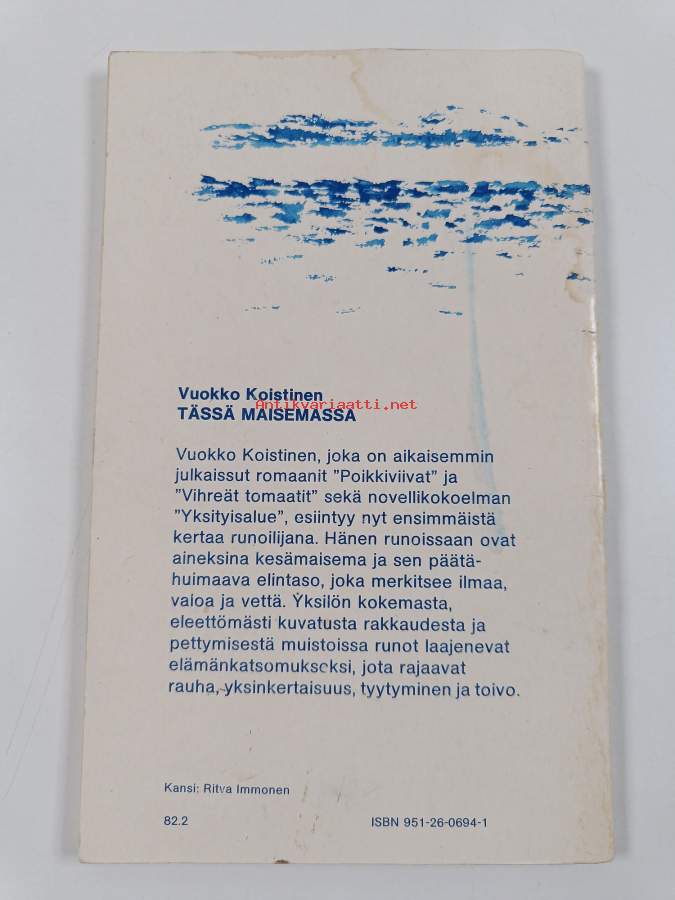 Vuokko Koistinen
Antikvariaatti.net
TÄSSÄ MAISEMASSA
Vuokko Koistinen, joka on aikaisemmin
julkaissut romaanit ”Poikkiviivat” ja
”Vihreät tomaatit” sekä novellikokoelman
”Yksityisalue”, esiintyy nyt ensimmäistä
kertaa runoilijana. Hänen runoissaan ovat
aineksina kesämaisema ja sen päätä-
huimaava elintaso, joka merkitsee ilmaa,
valoa ja vettä. Yksilön kokemasta,
eleettömästi kuvatusta rakkaudesta ja
pettymisestä muistoissa runot laajenevat
elämänkatsomukseksi, jota rajaavat
rauha, yksinkertaisuus, tyytyminen ja toivo.
Kansi: Ritva Immonen
82.2 ISBN 951-26-0694-1